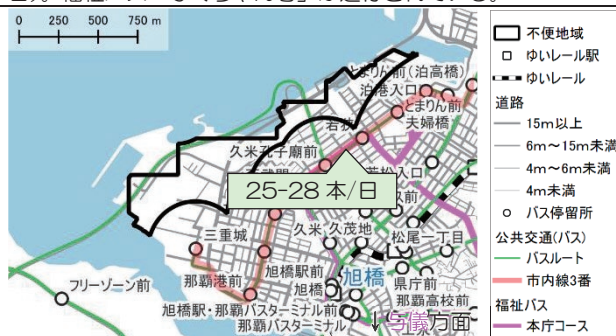 0 250 500 750 m
とまりん前(泊高橋)
泊港入口
とまりん前
若狭
夫婦橋
久米孔子廟前
25-28 本/日
三重城
久米
久茂地
松尾一丁目
那覇港前
旭橋駅前
旭橋
旭橋
県庁前
フリーゾーン前
那覇高校前
旭橋駅・那覇バスターミナル前
那覇バスターミナル
↓与儀方面
不便地域
ゆいレール駅
ゆいレール
道路
15m以上
6m~15m未満
4m~6m未満
4m未満
バス停留所
公共交通(バス)
バスルート
市内線3番
福祉バス
本庁コース